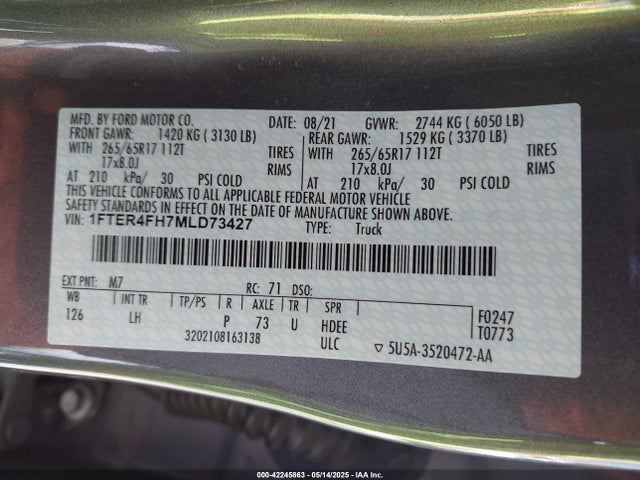 MFD. BY FORD MOTOR CO. DATE: 08/21 GVWR: 2744 KG ( 6050 LB)
FRONT GAWR: 1420 KG ( 3130 LB) REAR GAWR: 1529 KG ( 3370 LB)
WITH 265/65R17 112T TIRES WITH 265/65R17 112T TIRES
17x8.0J RIMS 17x8.0J RIMS
AT 210 kPa/ 30 PSI COLD AT 210 kPa/ 30 PSI COLD
THIS VEHICLE CONFORMS TO ALL APPLICABLE FEDERAL MOTOR VEHICLE
SAFETY STANDARDS IN EFFECT ON THE DATE OF MANUFACTURE SHOWN ABOVE.
VIN: 1FTER4FH7MLD73427 TYPE: Truck
EXT PNT: M7 RC: 71 DSO:
WB INT TR TP/PS R AXLE TR SPR F0247
126 LH P 73 U HDEE T0773
3202108163138 ULC ▽ 5U5A-3520472-AA
000-42245863 - 05/14/2025 - IAA Inc.